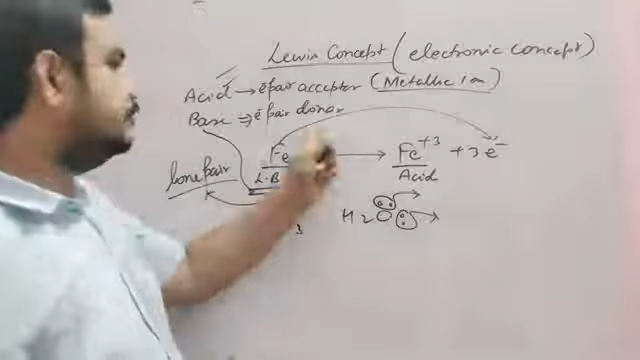 Lewis Concept (electronic concept)
Acid → e pair acceptor (Metallic ion)
Base ⇒ e pair donor
Fe → Fe+3 + 3e-
lone pair L.B Acid
H2O